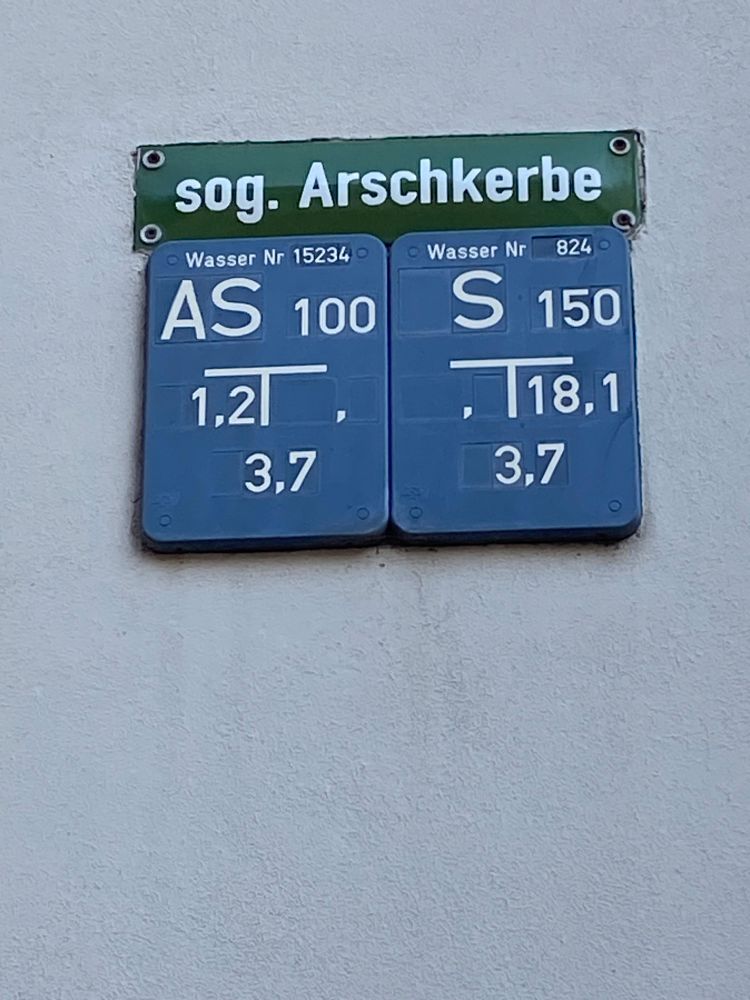 sog. Arschkerbe
Wasser Nr 15234
AS 100
1,2 ,
3,7
Wasser Nr 824
S 150
, 18,1
3,7